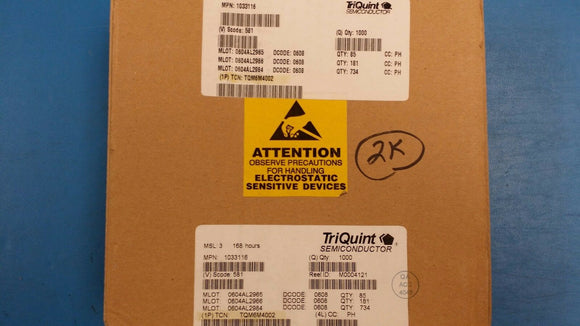 MPN: 1033116
TriQuint
SEMICONDUCTOR
(V) Scode: 581 (Q) Qty: 1000
MLOT: 0604AL2965 DCODE: 0608 QTY: 85 CC: PH
MLOT: 0604AL2966 DCODE: 0608 QTY: 181 CC: PH
MLOT: 0604AL2984 DCODE: 0608 QTY: 734 CC: PH
(1P) TCN: TQM6M4002
ATTENTION
OBSERVE PRECAUTIONS
FOR HANDLING
ELECTROSTATIC
SENSITIVE DEVICES
2K
TriQuint
SEMICONDUCTOR
MSL: 3 168 hours
MPN: 1033116 (Q) Qty 1000
(V) Scode: 581 Reel ID: M0004121
MLOT: 0604AL2965 DCODE: 0608 QTY: 85
MLOT: 0604AL2966 DCODE: 0608 QTY: 181
MLOT: 0604AL2984 DCODE: 0608 QTY: 734
(1P) TCN TQM6M4002 (4L) CC: PH